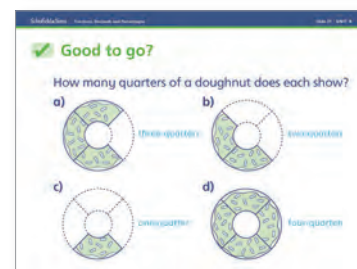 Good to go?
How many quarters of a doughnut does each show?
a)
three-quarters
b)
two-quarters
c)
one-quarter
d)
four-quarters